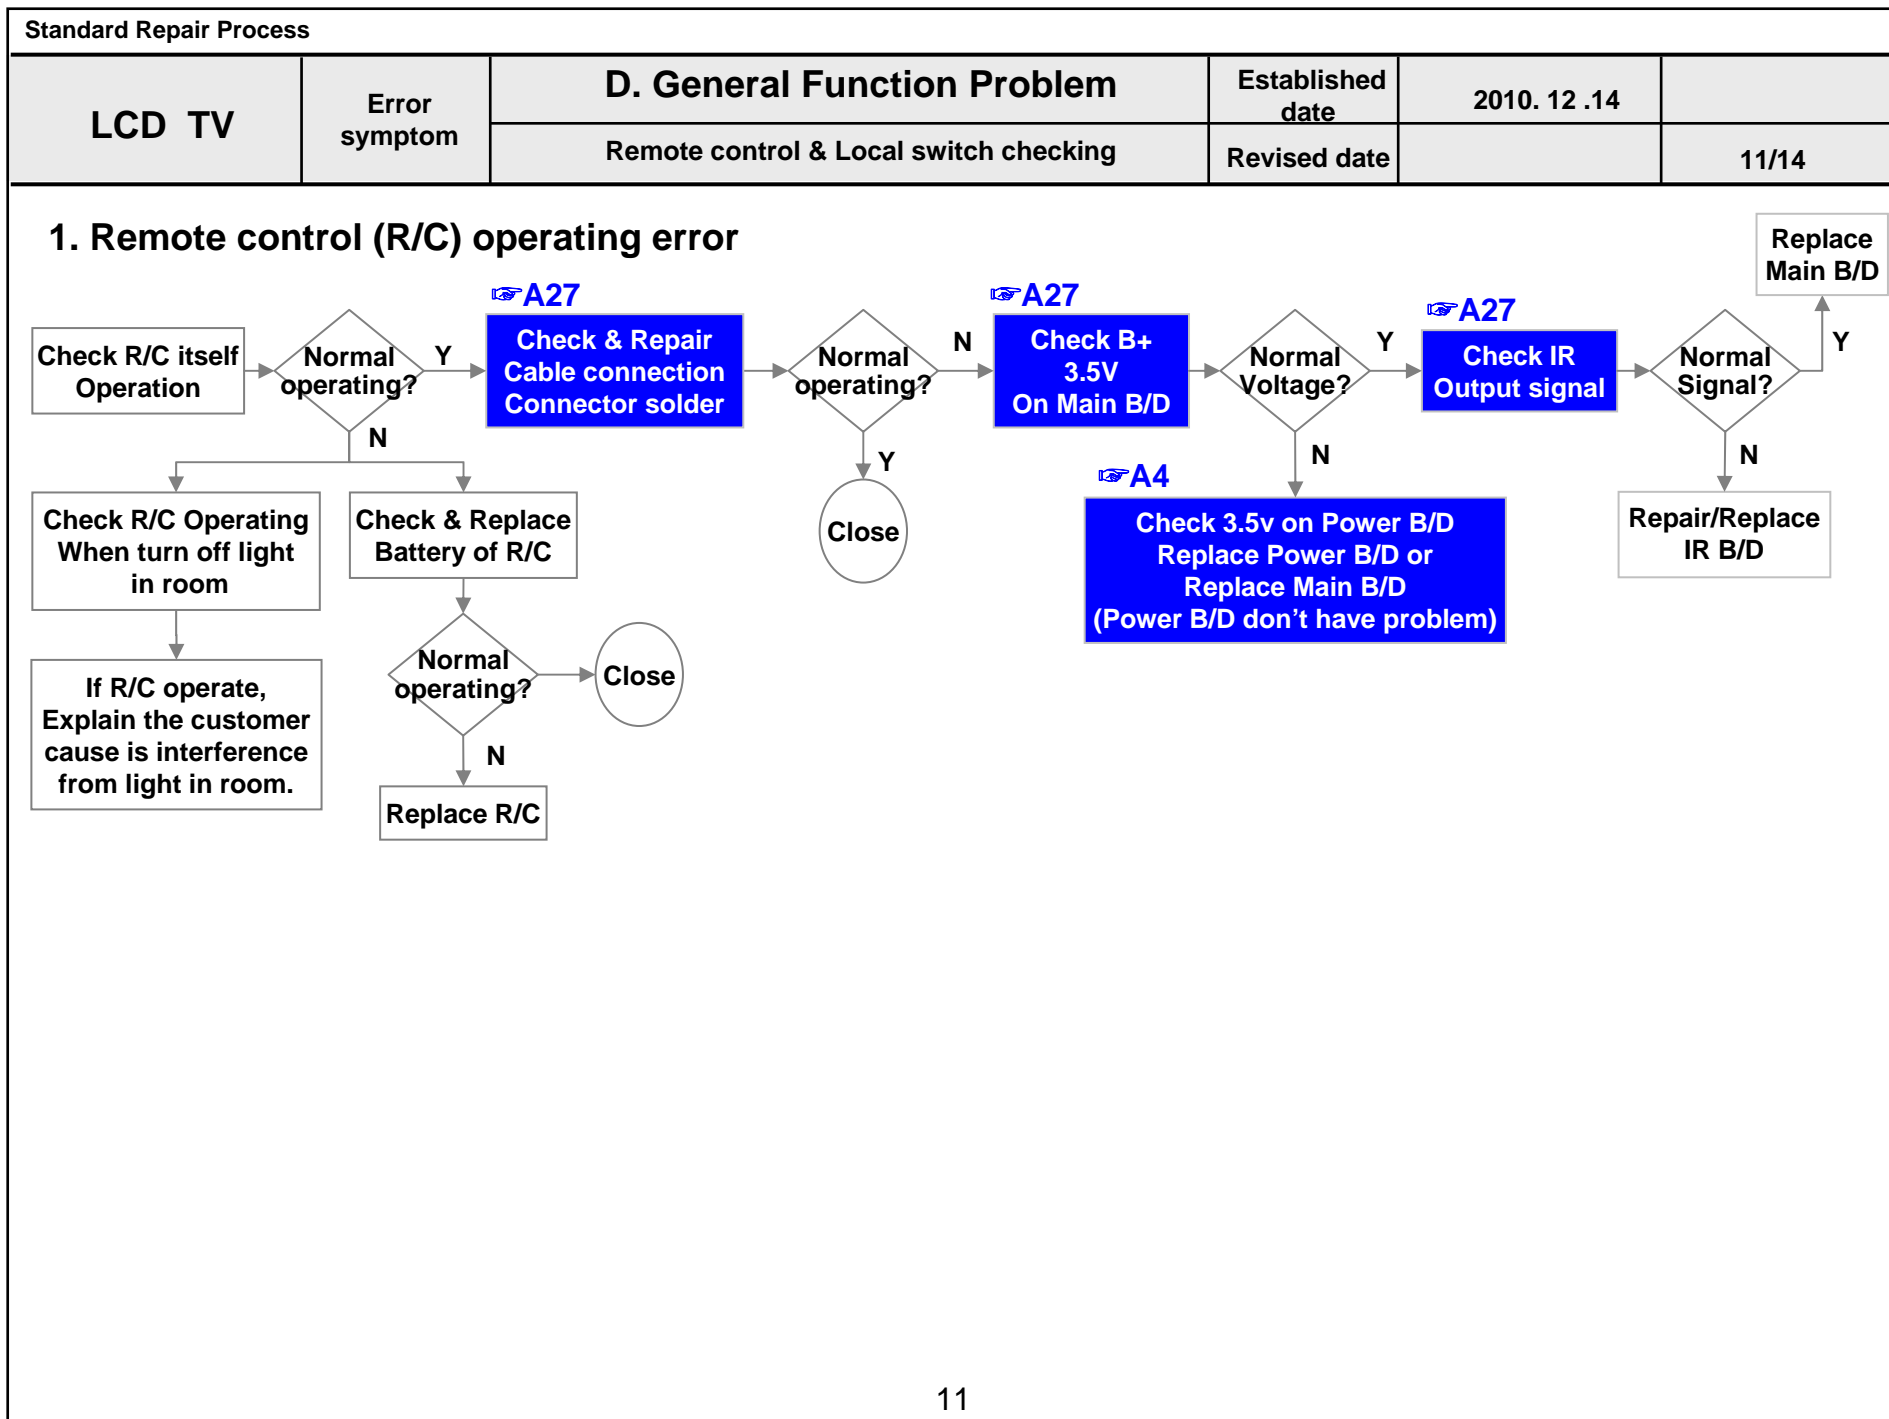 Standard Repair Process
LCD TV
Error
symptom
D. General Function Problem
Remote control & Local switch checking
Established
date
2010. 12 .14
Revised date
11/14
1. Remote control (R/C) operating error
Check R/C itself
Operation
Normal
operating?
Y
N
☞A27
Check & Repair
Cable connection
Connector solder
Normal
operating?
N
Y
Close
☞A27
Check B+
3.5V
On Main B/D
Normal
Voltage?
Y
N
☞A27
Check IR
Output signal
Normal
Signal?
Y
Replace
Main B/D
N
Repair/Replace
IR B/D
☞A4
Check 3.5v on Power B/D
Replace Power B/D or
Replace Main B/D
(Power B/D don’t have problem)
Check R/C Operating
When turn off light
in room
If R/C operate,
Explain the customer
cause is interference
from light in room.
Check & Replace
Battery of R/C
Normal
operating?
Close
N
Replace R/C
11